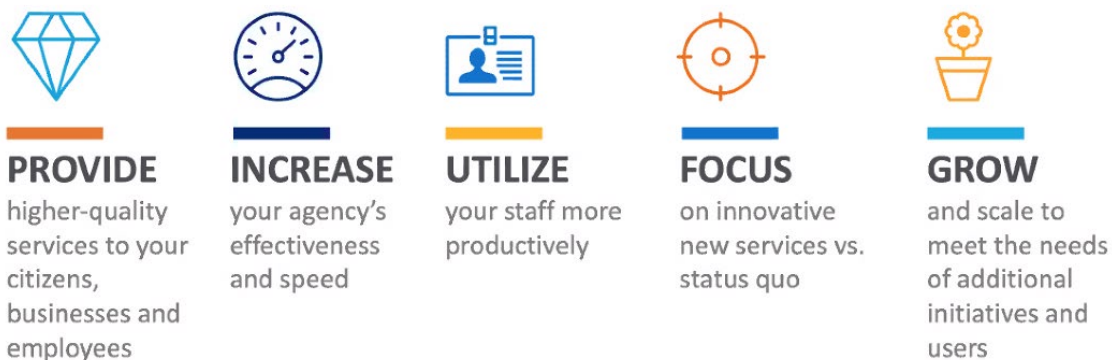 PROVIDE
higher-quality
services to your
citizens,
businesses and
employees
INCREASE
your agency's
effectiveness
and speed
UTILIZE
your staff more
productively
FOCUS
on innovative
new services vs.
status quo
GROW
and scale to
meet the needs
of additional
initiatives and
users